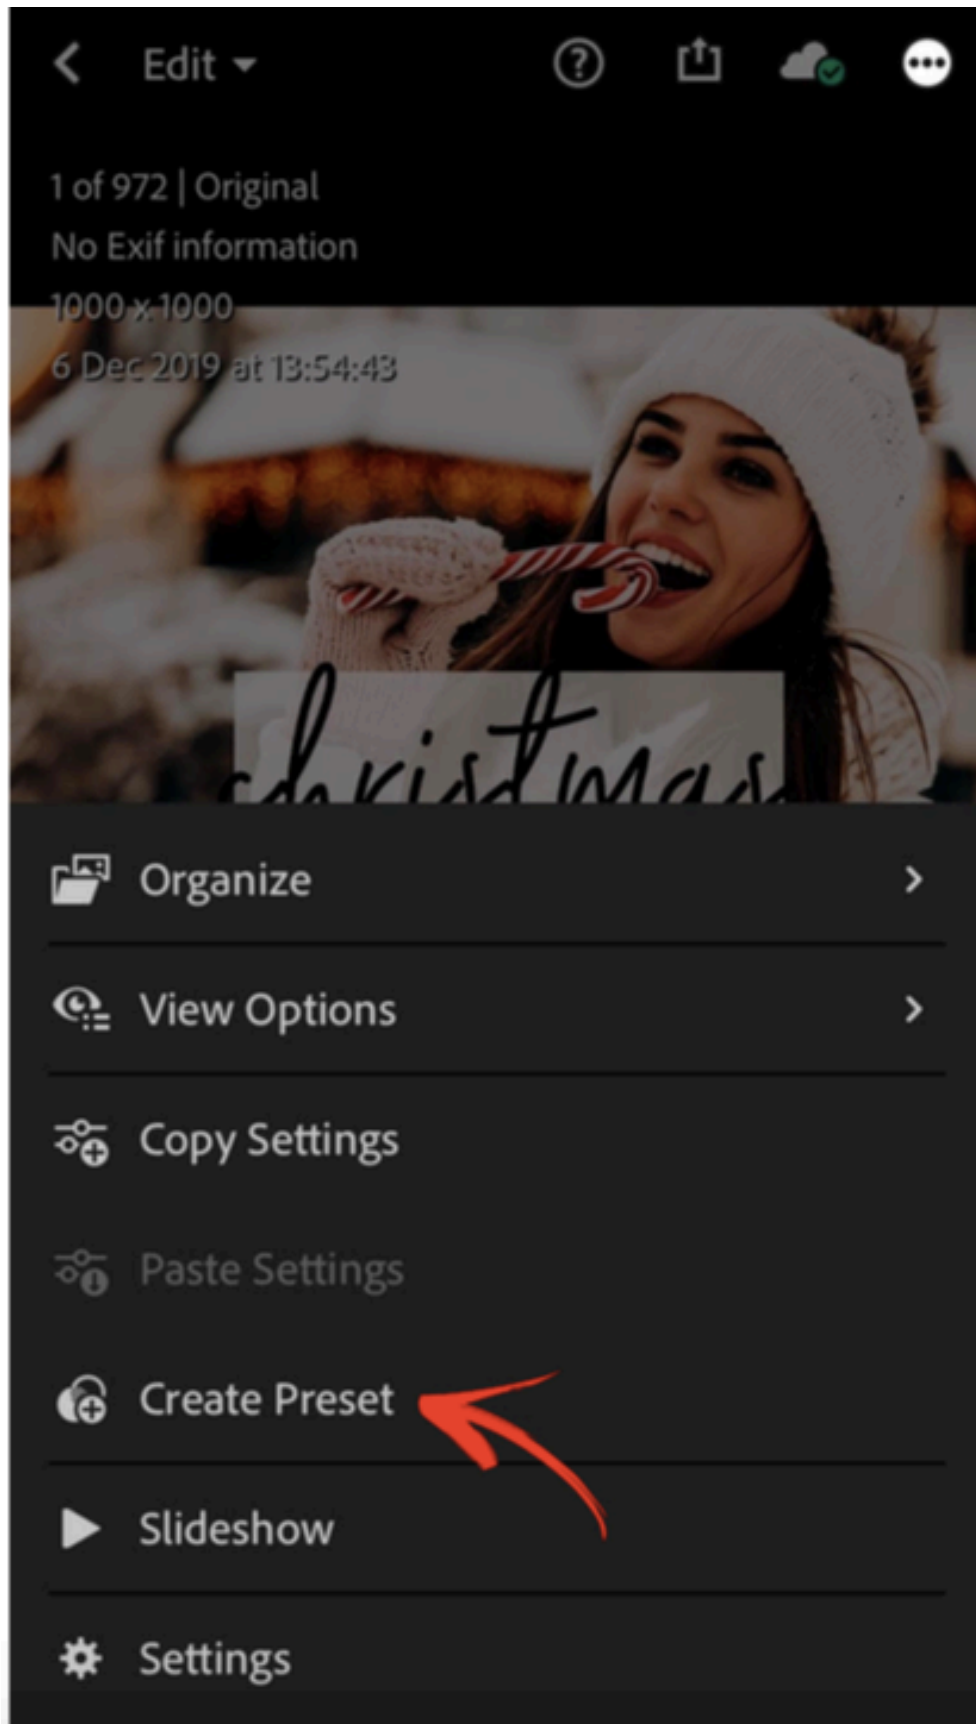 Edit
1 of 972 | Original
No Exif information
1000 x 1000
6 Dec 2019 at 13:54:43
christmas
Organize
View Options
Copy Settings
Paste Settings
Create Preset
Slideshow
Settings